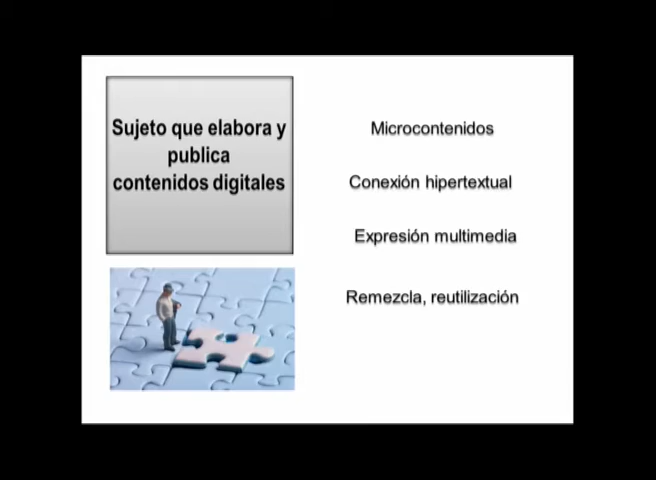 Sujeto que elabora y
publica
contenidos digitales
Microcontenidos
Conexión hipertextual
Expresión multimedia
Remezcla, reutilización